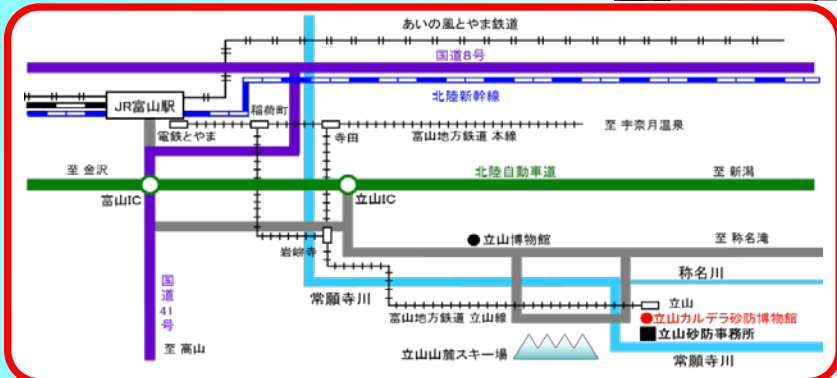 あいの風とやま鉄道
国道8号
JR富山駅
北陸新幹線
稲荷町
電鉄とやま
寺田
富山地方鉄道 本線
至 宇奈月温泉
至 金沢
北陸自動車道
至 新潟
富山IC
立山IC
岩峅寺
立山博物館
至 称名滝
国道41号
常願寺川
称名川
富山地方鉄道 立山線
立山
立山カルデラ砂防博物館
立山砂防事務所
至 高山
立山山麓スキー場
常願寺川